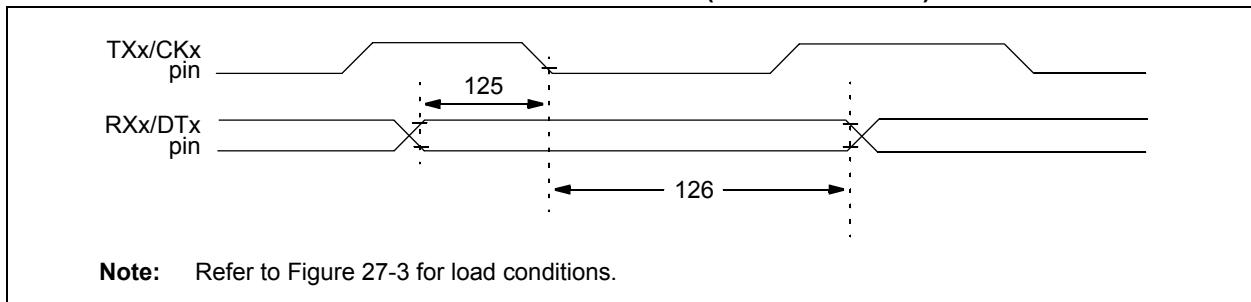 TXx/CKx
pin
125
RXx/DTx
pin
126
Note: Refer to Figure 27-3 for load conditions.